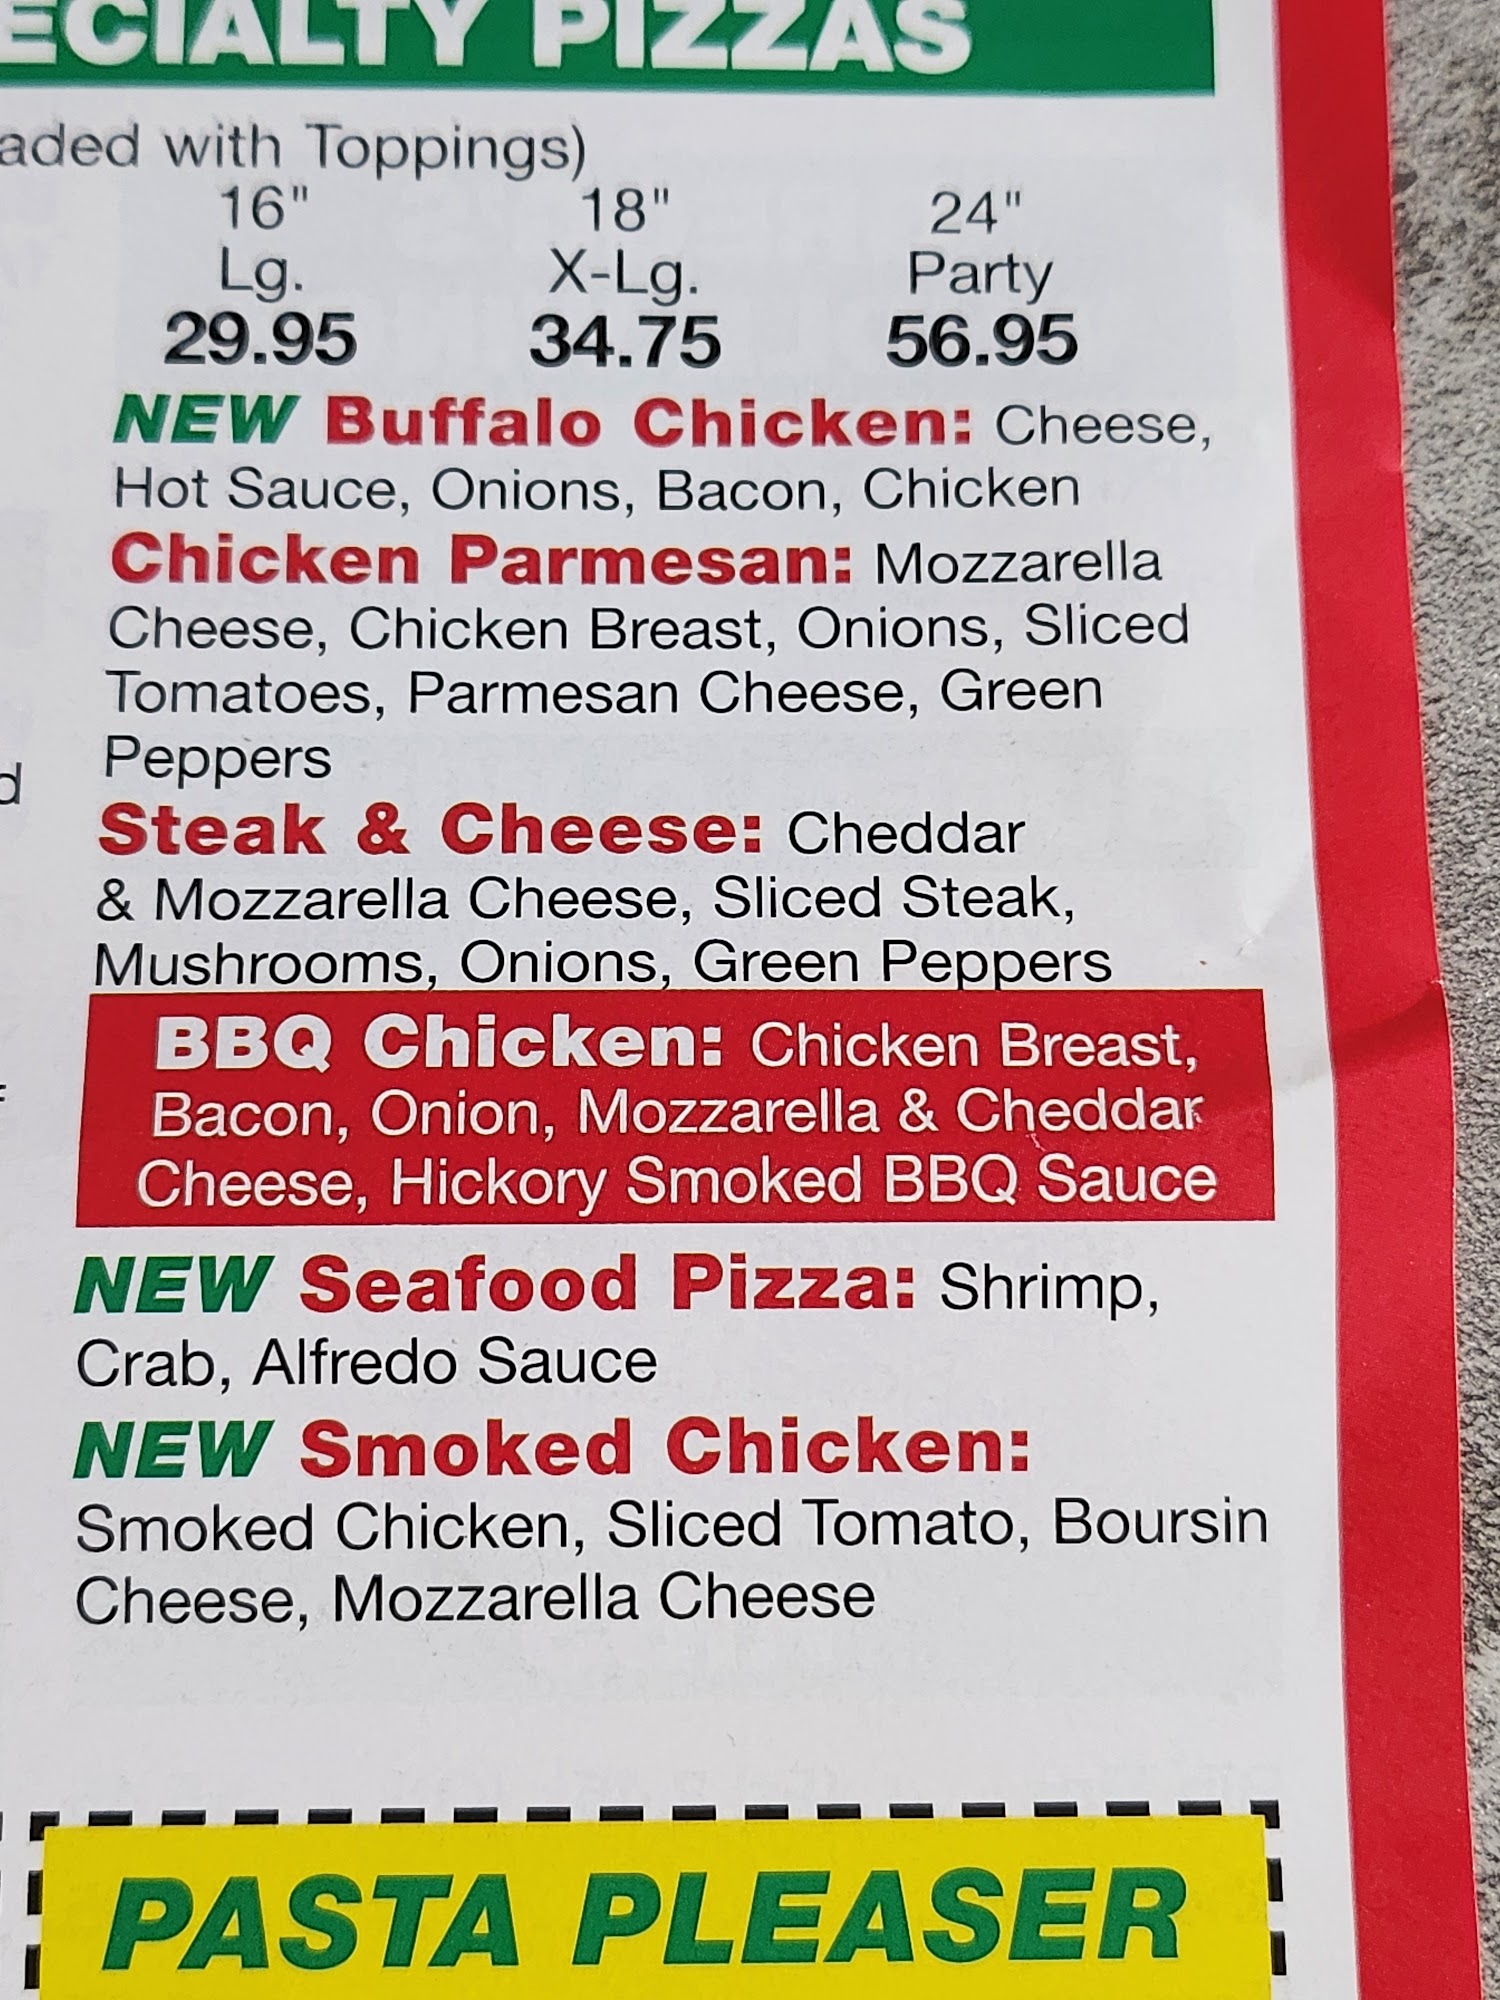 ECIALTY PIZZAS
aded with Toppings)
16" 18" 24"
Lg. X-Lg. Party
29.95 34.75 56.95
NEW Buffalo Chicken: Cheese,
Hot Sauce, Onions, Bacon, Chicken
Chicken Parmesan: Mozzarella
Cheese, Chicken Breast, Onions, Sliced
Tomatoes, Parmesan Cheese, Green
Peppers
Steak & Cheese: Cheddar
& Mozzarella Cheese, Sliced Steak,
Mushrooms, Onions, Green Peppers
BBQ Chicken: Chicken Breast,
Bacon, Onion, Mozzarella & Cheddar
Cheese, Hickory Smoked BBQ Sauce
NEW Seafood Pizza: Shrimp,
Crab, Alfredo Sauce
NEW Smoked Chicken:
Smoked Chicken, Sliced Tomato, Boursin
Cheese, Mozzarella Cheese
PASTA PLEASER